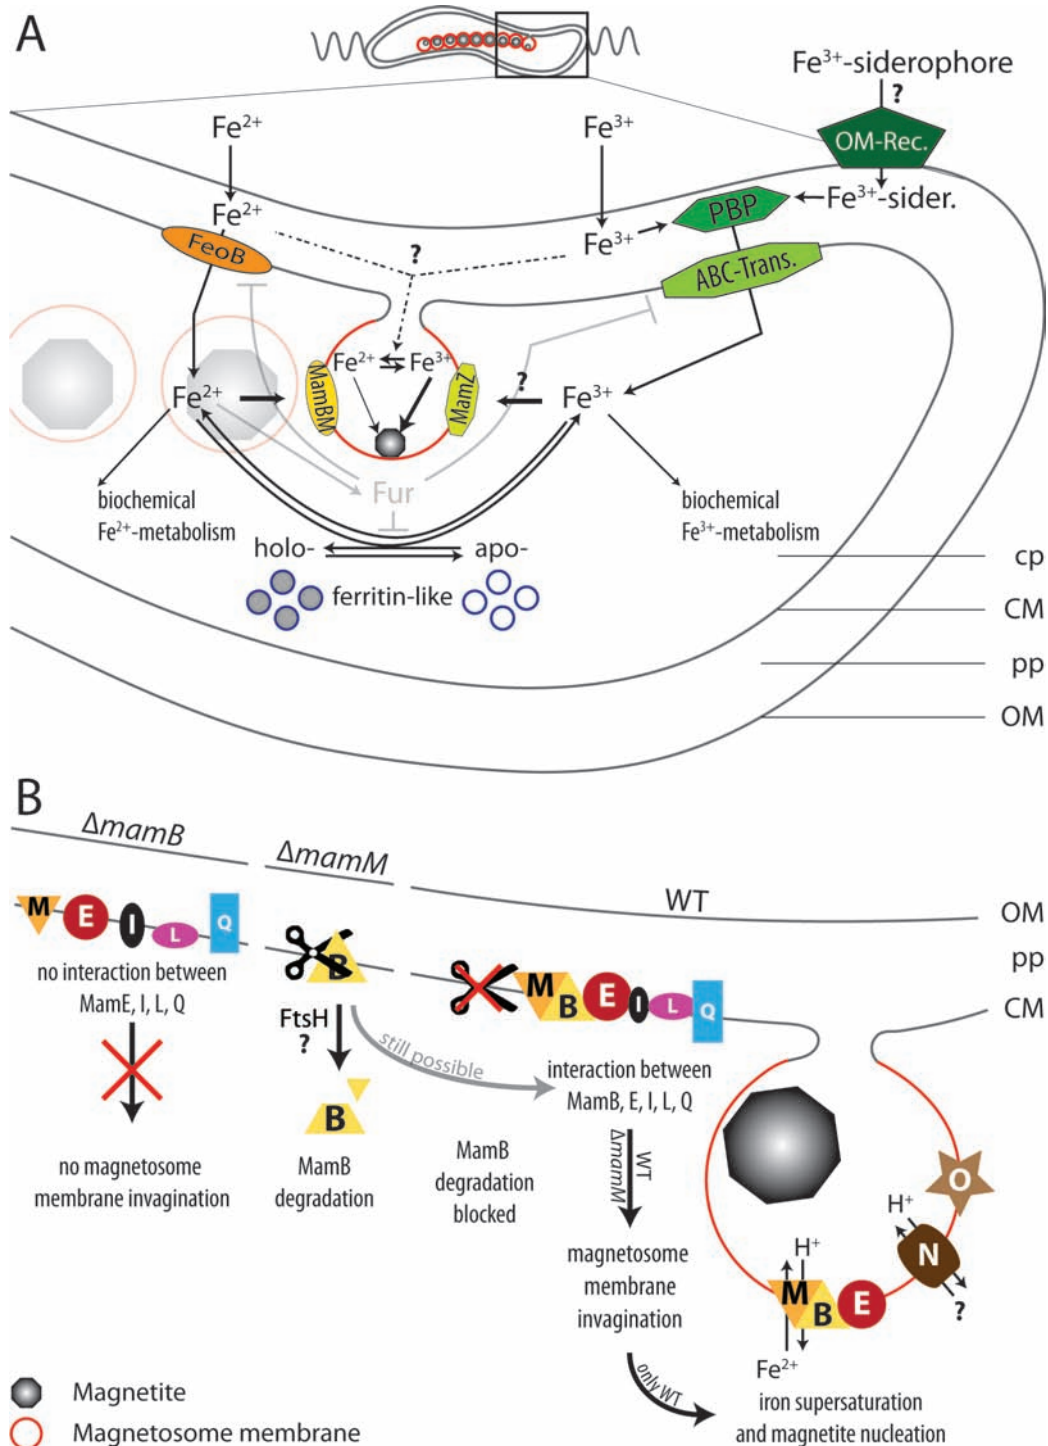 A
Fe3+-siderophore
?
Fe2+
Fe3+
OM-Rec.
Fe2+
PBP
Fe3+-sider.
FeoB
?
Fe3+
ABC-Trans.
Fe2+
Fe3+
MamBM
MamZ
?
Fe2+
Fe3+
biochemical
Fe2+-metabolism
Fur
biochemical
Fe3+-metabolism
holo-
apo-
cp
ferritin-like
CM
pp
OM
B
ΔmamB
ΔmamM
WT
OM
M
E
I
L
Q
pp
no interaction between
MamE, I, L, Q
B
M
B
E
I
L
Q
CM
FtsH
?
still possible
interaction between
MamB, E, I, L, Q
B
no magnetosome
membrane invagination
MamB
degradation
MamB
degradation
blocked
WT
ΔmamM
O
H+
N
?
magnetosome
membrane
invagination
H+
M
B
E
Fe2+
only WT
iron supersaturation
and magnetite nucleation
Magnetite
Magnetosome membrane